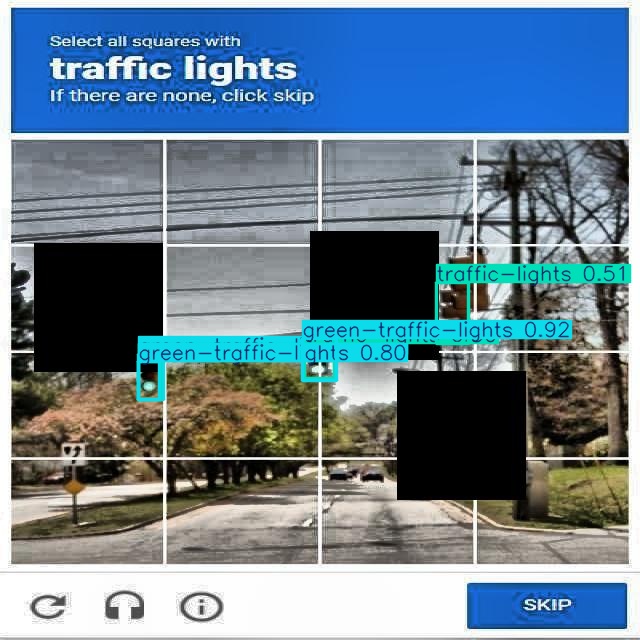 Select all squares with
traffic lights
If there are none, click skip
traffic-lights 0.51
green-traffic-lights 0.92
green-traffic-lights 0.80
SKIP